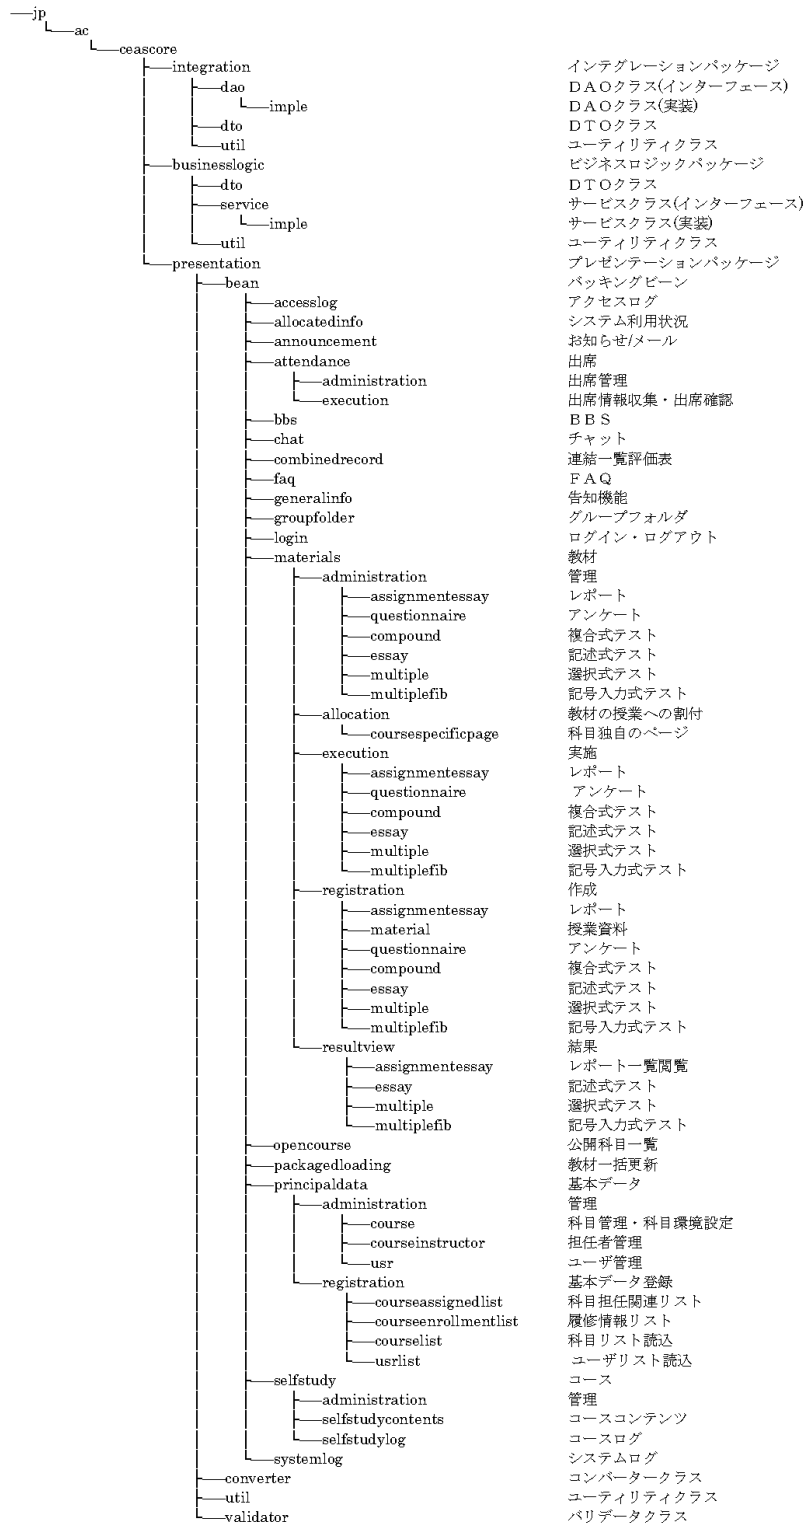 jp
ac
ceascore
integration インテグレーションパッケージ
dao ＤＡＯクラス(インターフェース)
imple ＤＡＯクラス(実装)
dto ＤＴＯクラス
util ユーティリティクラス
businesslogic ビジネスロジックパッケージ
dto ＤＴＯクラス
service サービスクラス(インターフェース)
imple サービスクラス(実装)
util ユーティリティクラス
presentation プレゼンテーションパッケージ
bean バッキングビーン
accesslog アクセスログ
allocatedinfo システム利用状況
announcement お知らせ/メール
attendance 出席
administration 出席管理
execution 出席情報収集・出席確認
bbs ＢＢＳ
chat チャット
combinedrecord 連結一覧評価表
faq ＦＡＱ
generalinfo 告知機能
groupfolder グループフォルダ
login ログイン・ログアウト
materials 教材
administration 管理
assignmentessay レポート
questionnaire アンケート
compound 複合式テスト
essay 記述式テスト
multiple 選択式テスト
multiplefib 記号入力式テスト
allocation 教材の授業への割付
coursespecificpage 科目独自のページ
execution 実施
assignmentessay レポート
questionnaire アンケート
compound 複合式テスト
essay 記述式テスト
multiple 選択式テスト
multiplefib 記号入力式テスト
registration 作成
assignmentessay レポート
material 授業資料
questionnaire アンケート
compound 複合式テスト
essay 記述式テスト
multiple 選択式テスト
multiplefib 記号入力式テスト
resultview 結果
assignmentessay レポート一覧閲覧
essay 記述式テスト
multiple 選択式テスト
multiplefib 記号入力式テスト
opencourse 公開科目一覧
packagedloading 教材一括更新
principaldata 基本データ
administration 管理
course 科目管理・科目環境設定
courseinstructor 担任者管理
usr ユーザ管理
registration 基本データ登録
courseassignedlist 科目担任関連リスト
courseenrollmentlist 履修情報リスト
courselist 科目リスト読込
usrlist ユーザリスト読込
selfstudy コース
administration 管理
selfstudycontents コースコンテンツ
selfstudylog コースログ
systemlog システムログ
converter コンバータークラス
util ユーティリティクラス
validator バリデータクラス